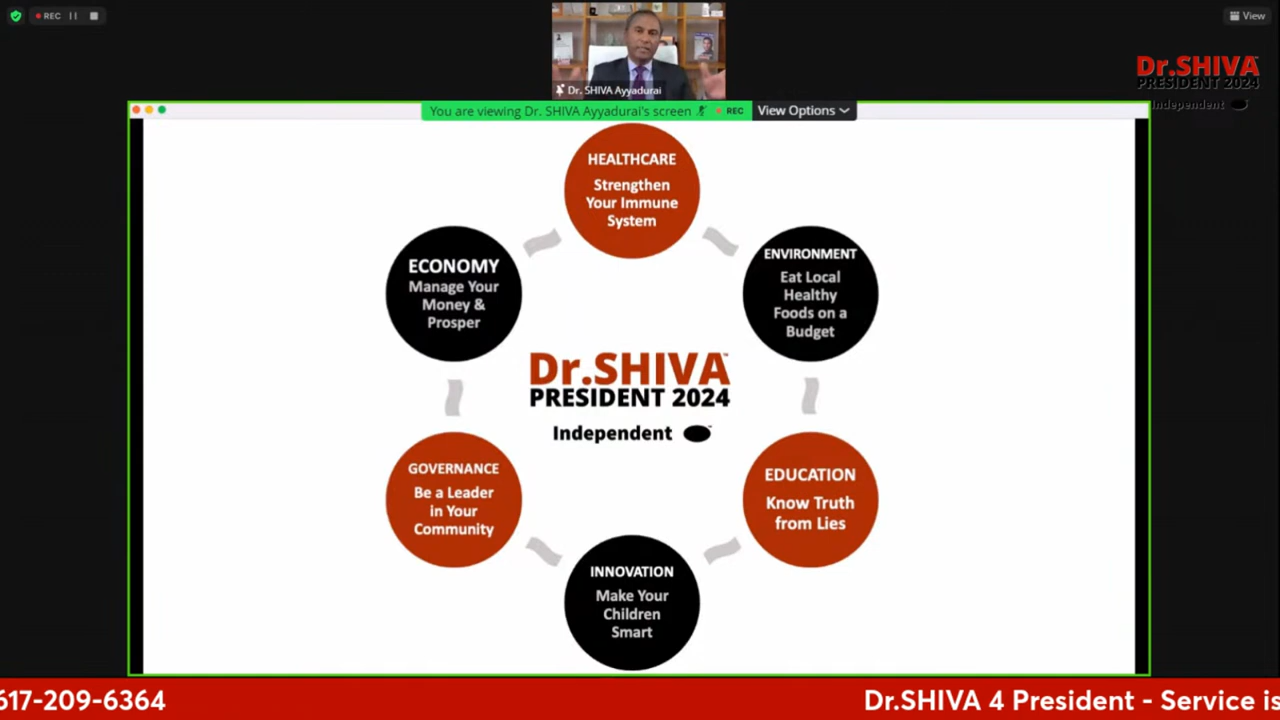 REC
View
Dr. SHIVA Ayyadurai
Dr.SHIVA
PRESIDENT 2024
Independent
You are viewing Dr. SHIVA Ayyadurai's screen
REC
View Options
HEALTHCARE
Strengthen
Your Immune
System
ECONOMY
Manage Your
Money &
Prosper
ENVIRONMENT
Eat Local
Healthy
Foods on a
Budget
Dr.SHIVA™
PRESIDENT 2024
Independent
GOVERNANCE
Be a Leader
in Your
Community
EDUCATION
Know Truth
from Lies
INNOVATION
Make Your
Children
Smart
617-209-6364
Dr.SHIVA 4 President - Service is